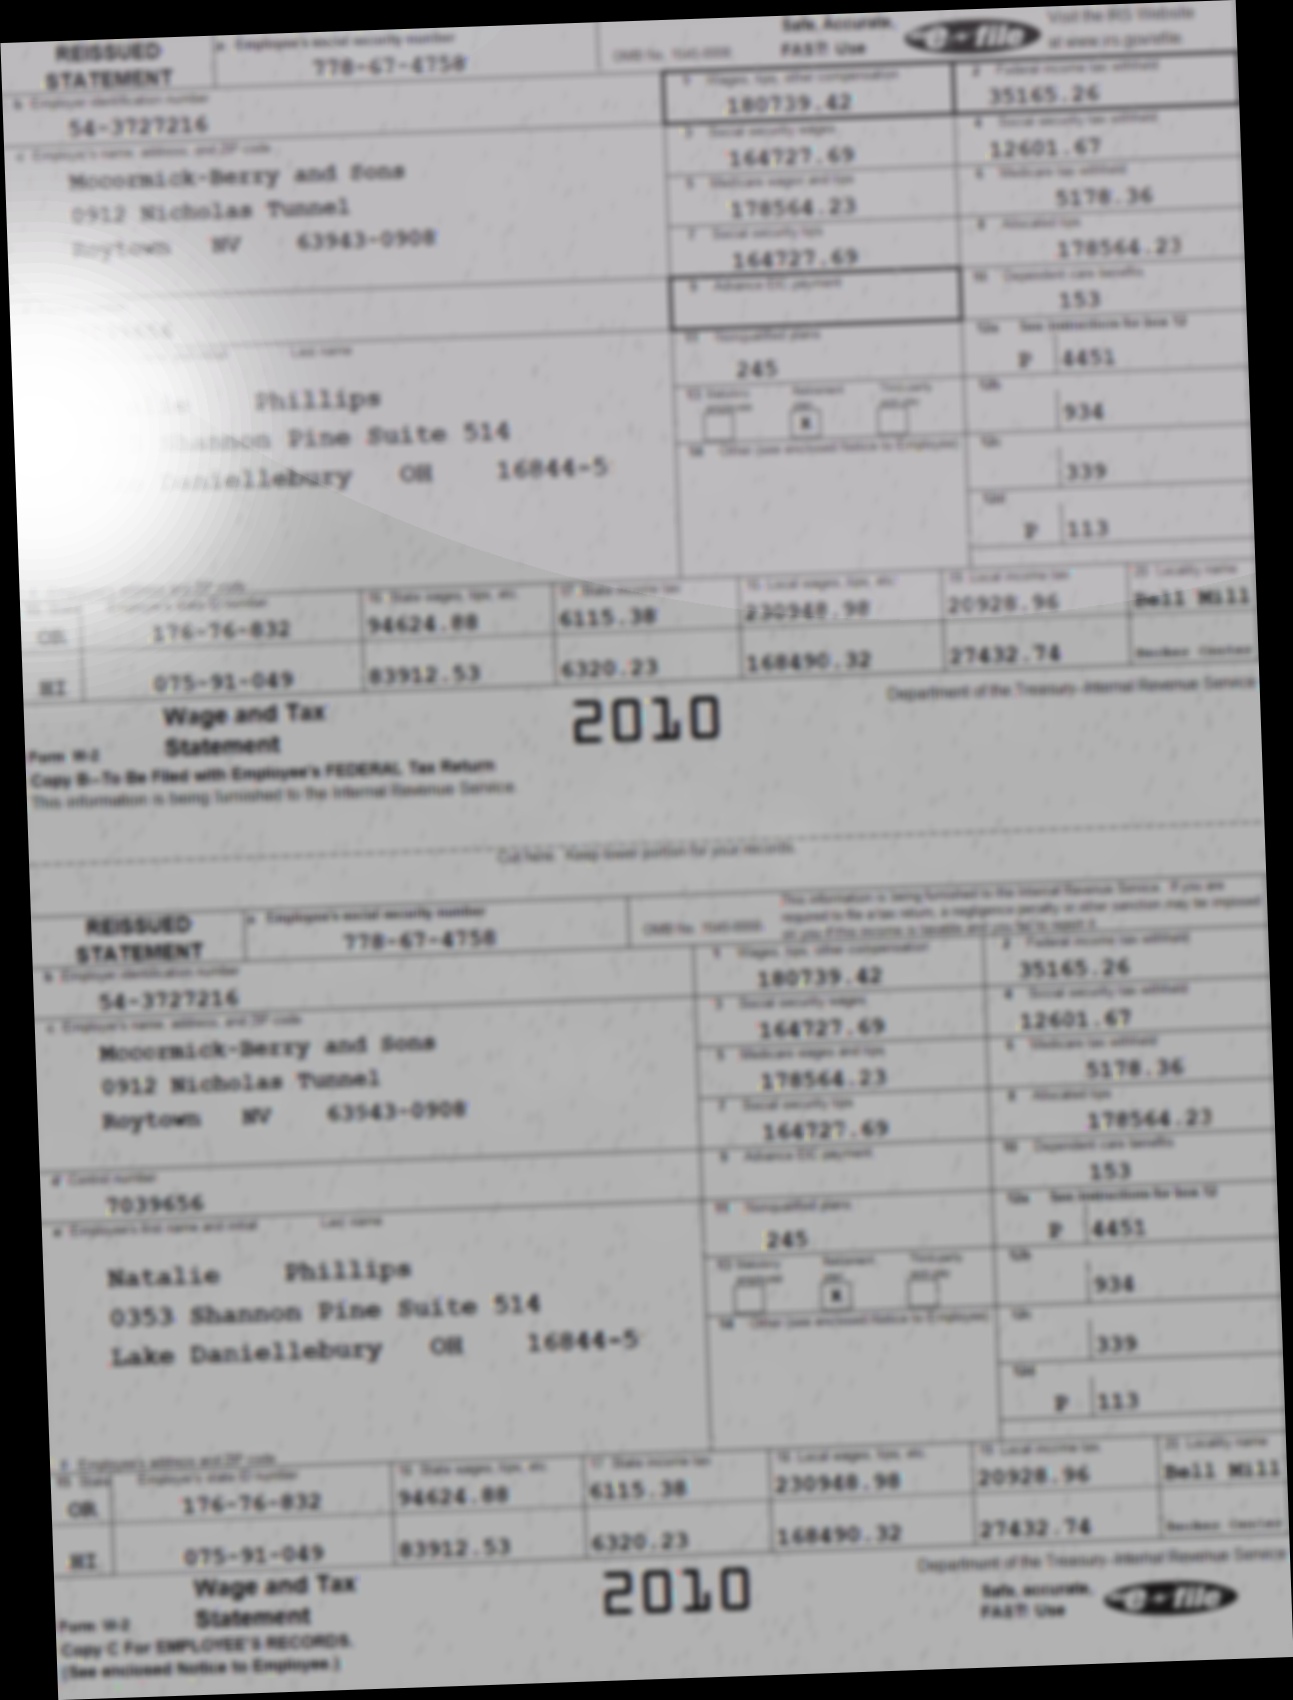 REISSUED STATEMENT
a Employee's social security number
778-67-4758
OMB No. 1545-0008
Safe, Accurate, FAST! Use
e-file
Visit the IRS Website at www.irs.gov/efile
b Employer identification number
54-3727216
1 Wages, tips, other compensation
180739.42
2 Federal income tax withheld
35165.26
c Employer's name, address, and ZIP code
Mccormick-Berry and Sons
0912 Nicholas Tunnel
Roytown NV 63943-0908
3 Social security wages
164727.69
4 Social security tax withheld
12601.67
5 Medicare wages and tips
178564.23
6 Medicare tax withheld
5178.36
7 Social security tips
164727.69
8 Allocated tips
178564.23
9 Advance EIC payment
10 Dependent care benefits
153
Last name
Phillips
Shannon Pine Suite 514
Daniellebury OH 16844-5
11 Nonqualified plans
245
12a See instructions for box 12
P 4451
13 Statutory employee
Retirement plan
Third-party sick pay
X
12b
934
14 Other (see enclosed Notice to Employee)
12c
339
12d
P 113
Employee's address and ZIP code
15 State Employer's state ID number
16 State wages, tips, etc.
17 State income tax
18 Local wages, tips, etc.
19 Local income tax
20 Locality name
OR 176-76-832 94624.88 6115.38 230948.98 20928.96 Bell Mill
HI 075-91-049 83912.53 6320.23 168490.32 27432.74
Form W-2
Wage and Tax Statement
2010
Department of the Treasury-Internal Revenue Service
Copy B--To Be Filed with Employee's FEDERAL Tax Return
This information is being furnished to the Internal Revenue Service.
Cut here. Keep lower portion for your records.
REISSUED STATEMENT
a Employee's social security number
778-67-4758
OMB No. 1545-0008
This information is being furnished to the Internal Revenue Service. If you are
required to file a tax return, a negligence penalty or other sanction may be imposed
on you if this income is taxable and you fail to report it.
b Employer identification number
54-3727216
1 Wages, tips, other compensation
180739.42
2 Federal income tax withheld
35165.26
c Employer's name, address, and ZIP code
Mccormick-Berry and Sons
0912 Nicholas Tunnel
Roytown NV 63943-0908
3 Social security wages
164727.69
4 Social security tax withheld
12601.67
5 Medicare wages and tips
178564.23
6 Medicare tax withheld
5178.36
7 Social security tips
164727.69
8 Allocated tips
178564.23
d Control number
7039656
9 Advance EIC payment
10 Dependent care benefits
153
e Employee's first name and initial
Last name
Natalie Phillips
0353 Shannon Pine Suite 514
Lake Daniellebury OH 16844-5
11 Nonqualified plans
245
12a See instructions for box 12
P 4451
13 Statutory employee
Retirement plan
Third-party sick pay
X
12b
934
14 Other (see enclosed Notice to Employee)
12c
339
12d
P 113
f Employee's address and ZIP code
15 State Employer's state ID number
16 State wages, tips, etc.
17 State income tax
18 Local wages, tips, etc.
19 Local income tax
20 Locality name
OR 176-76-832 94624.88 6115.38 230948.98 20928.96 Bell Mill
HI 075-91-049 83912.53 6320.23 168490.32 27432.74
Form W-2
Wage and Tax Statement
2010
Department of the Treasury-Internal Revenue Service
Safe, accurate, FAST! Use
e-file
Copy C For EMPLOYEE'S RECORDS.
(See enclosed Notice to Employee.)